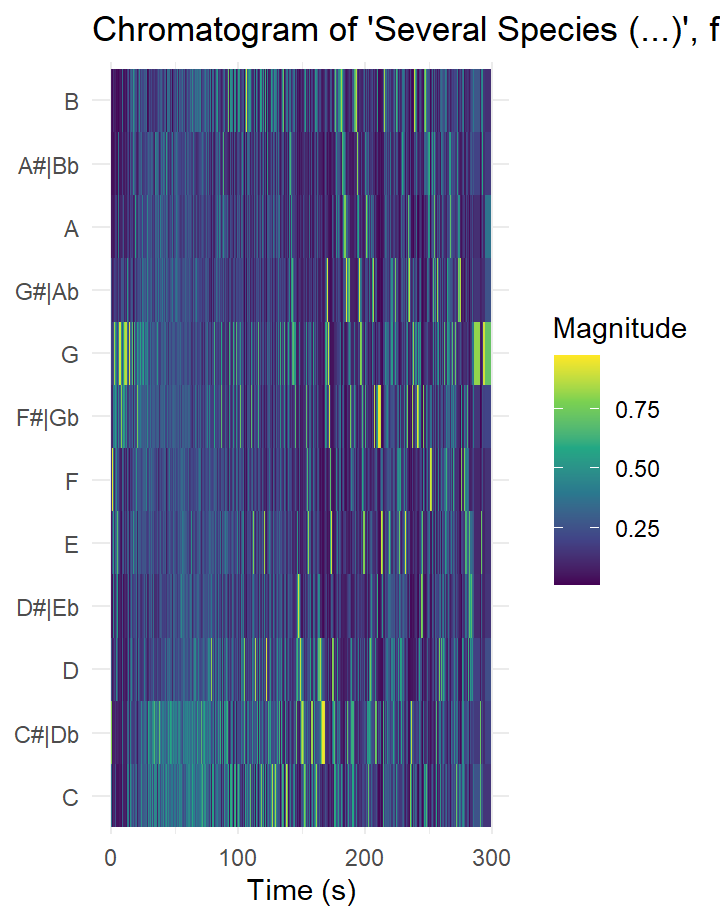 Chromatogram of 'Several Species (...)', f
B
A#|Bb
A
G#|Ab
G
F#|Gb
F
E
D#|Eb
D
C#|Db
C
0 100 200 300
Time (s)
Magnitude
0.75
0.50
0.25